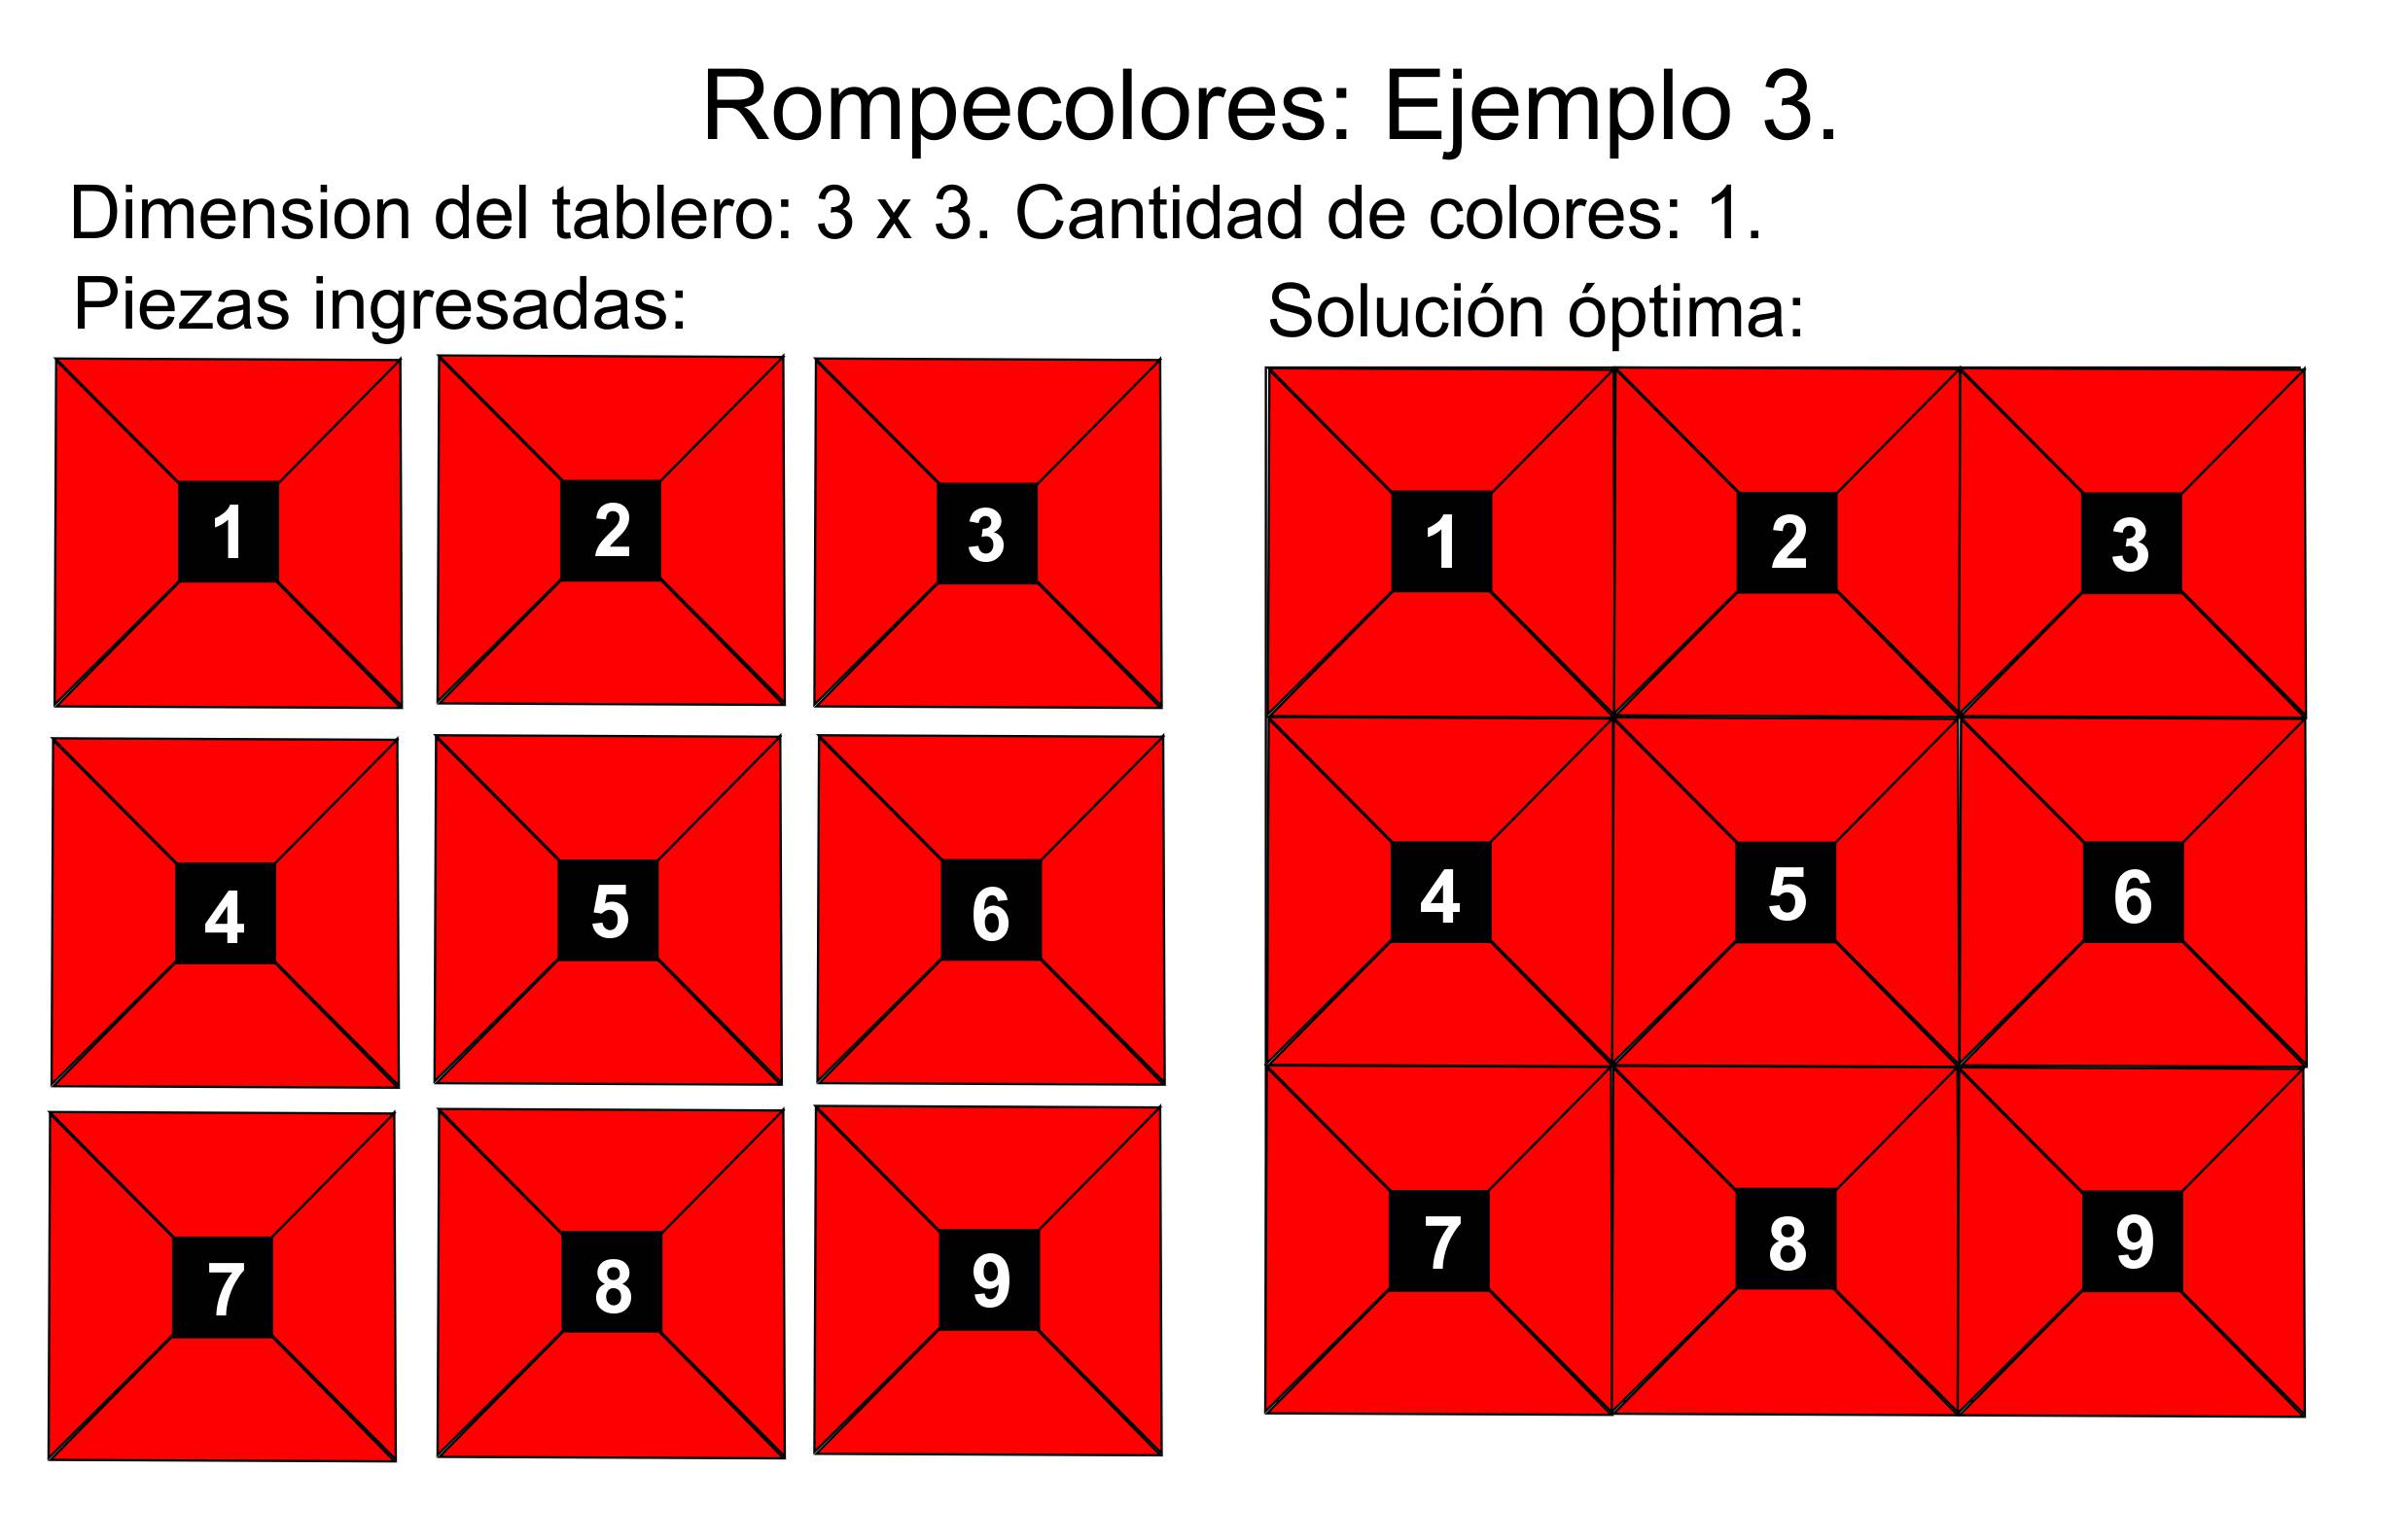 Rompecolores: Ejemplo 3.
Dimension del tablero: 3 x 3. Cantidad de colores: 1.
Piezas ingresadas:
1 2 3
4 5 6
7 8 9
Solución óptima:
1 2 3
4 5 6
7 8 9